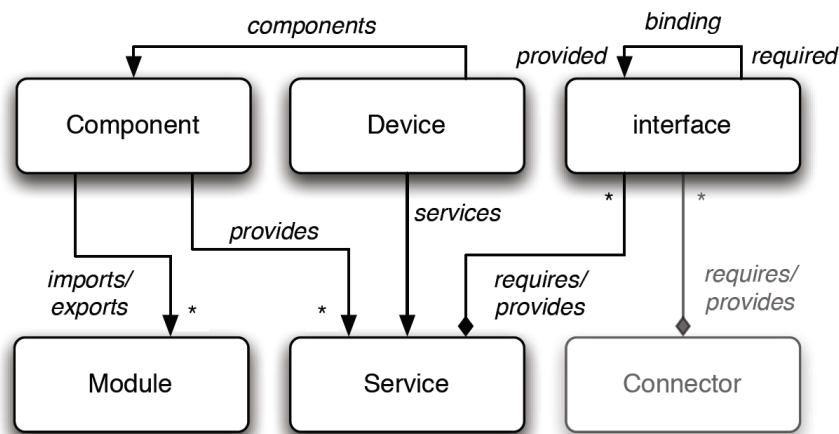 components
binding
provided
required
Component
Device
interface
*
*
services
provides
imports/
exports
requires/
provides
requires/
provides
*
*
Module
Service
Connector